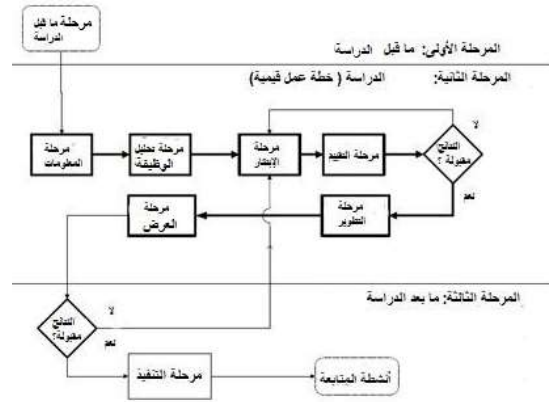 مرحلة ما قبل
الدراسة
المرحلة الأولى: ما قبل الدراسة
المرحلة الثانية: الدراسة ( خطة عمل قيمية)
مرحلة
المعلومات
مرحلة تحليل
الوظيفة
مرحلة
الإبتكار
مرحلة التقييم
النتائج
مقبولة ؟
لا
نعم
مرحلة
التطوير
مرحلة
العرض
المرحلة الثالثة: ما بعد الدراسة
النتائج
مقبولة؟
لا
نعم
مرحلة التنفيذ
أنشطة المتابعة